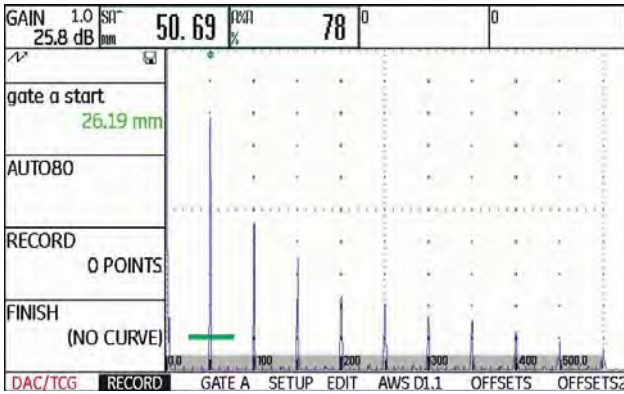 GAIN 1.0
25.8 dB
SA^
mm
50.69
A%A
%
78
0
0
gate a start
26.19 mm
AUTO80
RECORD
0 POINTS
FINISH
(NO CURVE)
0.0 100 200 300 400 500.0
DAC/TCG RECORD GATE A SETUP EDIT AWS D1.1 OFFSETS OFFSETS2